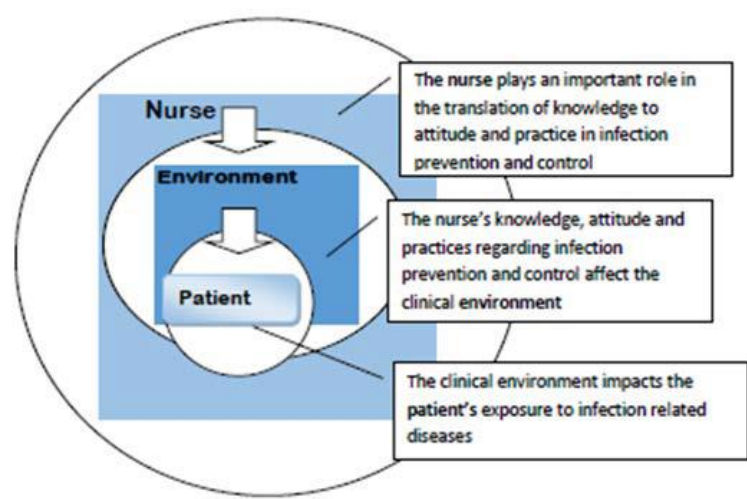 Nurse
Environment
Patient
The nurse plays an important role in
the translation of knowledge to
attitude and practice in infection
prevention and control
The nurse's knowledge, attitude and
practices regarding infection
prevention and control affect the
clinical environment
The clinical environment impacts the
patient's exposure to infection related
diseases